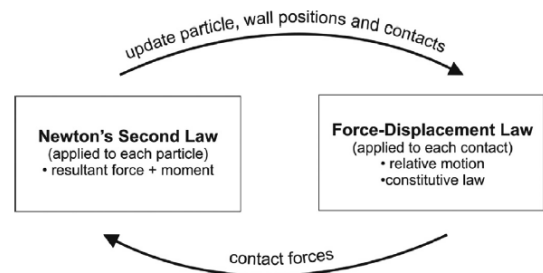 update particle, wall positions and contacts
Newton's Second Law
(applied to each particle)
• resultant force + moment
Force-Displacement Law
(applied to each contact)
• relative motion
• constitutive law
contact forces